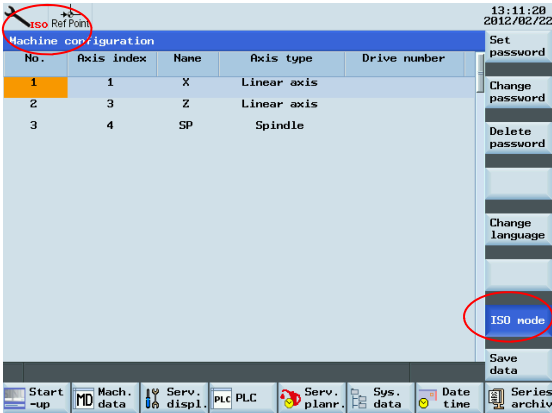 ISO Ref Point
13:11:20
2012/02/22
Machine configuration
No. Axis index Name Axis type Drive number
1 1 X Linear axis
2 3 Z Linear axis
3 4 SP Spindle
Set
password
Change
password
Delete
password
Change
language
ISO mode
Save
data
Start
-up
MD Mach.
data
Serv.
displ.
PLC PLC
Serv.
planr.
Sys.
data
Date
time
Series
archiv